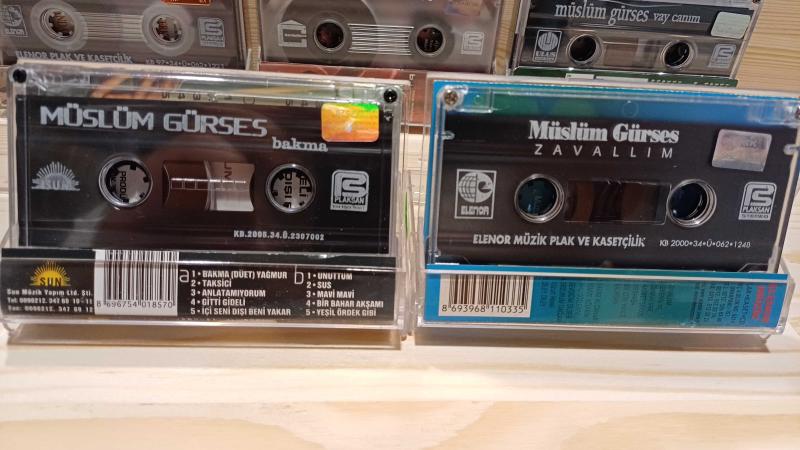 ELENOR PLAK VE KASETÇİLİK
PLAKSAN
müslüm gürses vay canım
ULUS
PLAKSAN
MÜSLÜM GÜRSES
bakma
SUN
PLAKSAN
KB.2005.34.Ü.2307002
SUN
Sun Müzik Yapım Ltd. Şti.
8 696754 018570
a
1 • BAKMA (DÜET) YAĞMUR
2 • TAKSİCİ
3 • ANLATAMIYORUM
4 • GİTTİ GİDELİ
5 • İÇİ SENİ DIŞI BENİ YAKAR
b
1 • UNUTTUM
2 • SUS
3 • MAVİ MAVİ
4 • BİR BAHAR AKŞAMI
5 • YEŞİL ÖRDEK GİBİ
Müslüm Gürses
ZAVALLIM
ELENOR
PLAKSAN
ELENOR MÜZİK PLAK VE KASETÇİLİK
KB 2000•34•Ü•062•1248
8 693968 110335